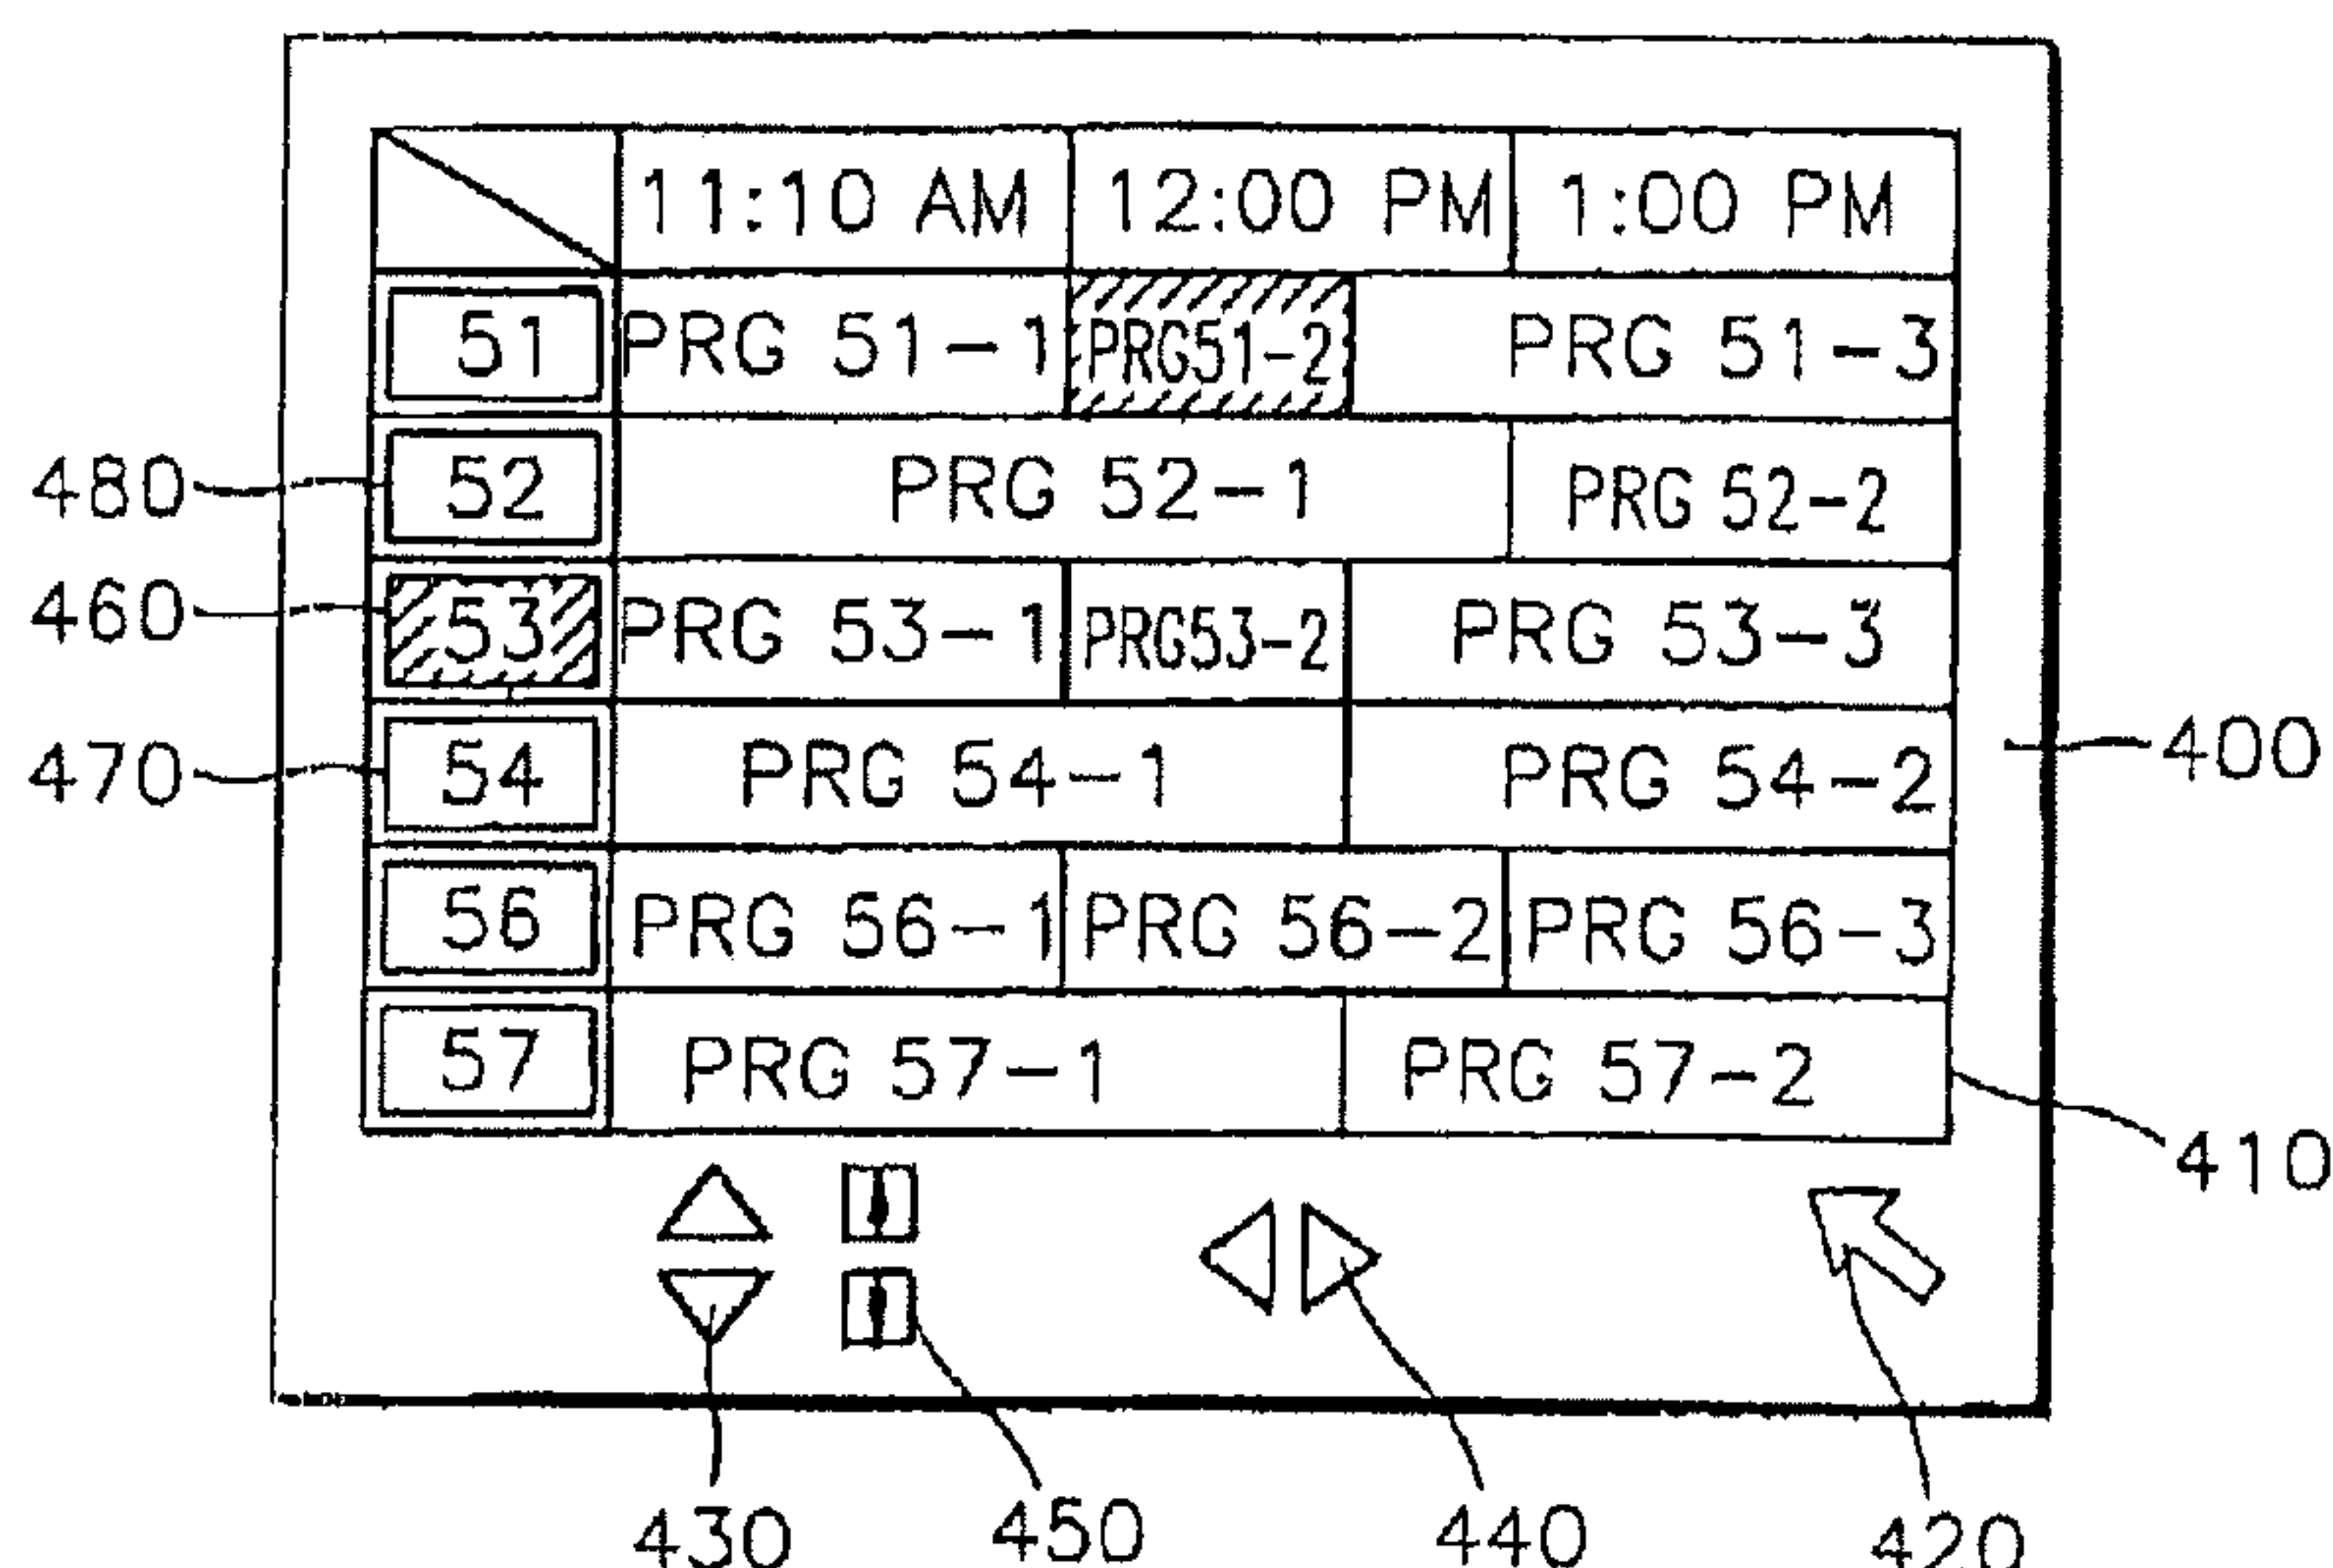 11:10 AM 12:00 PM 1:00 PM
51 PRG 51-1 PRG51-2 PRG 51-3
480 52 PRG 52-1 PRG 52-2
460 53 PRG 53-1 PRG53-2 PRG 53-3
470 54 PRG 54-1 PRG 54-2 400
56 PRG 56-1 PRG 56-2 PRG 56-3
57 PRG 57-1 PRG 57-2
410
430 450 440 420